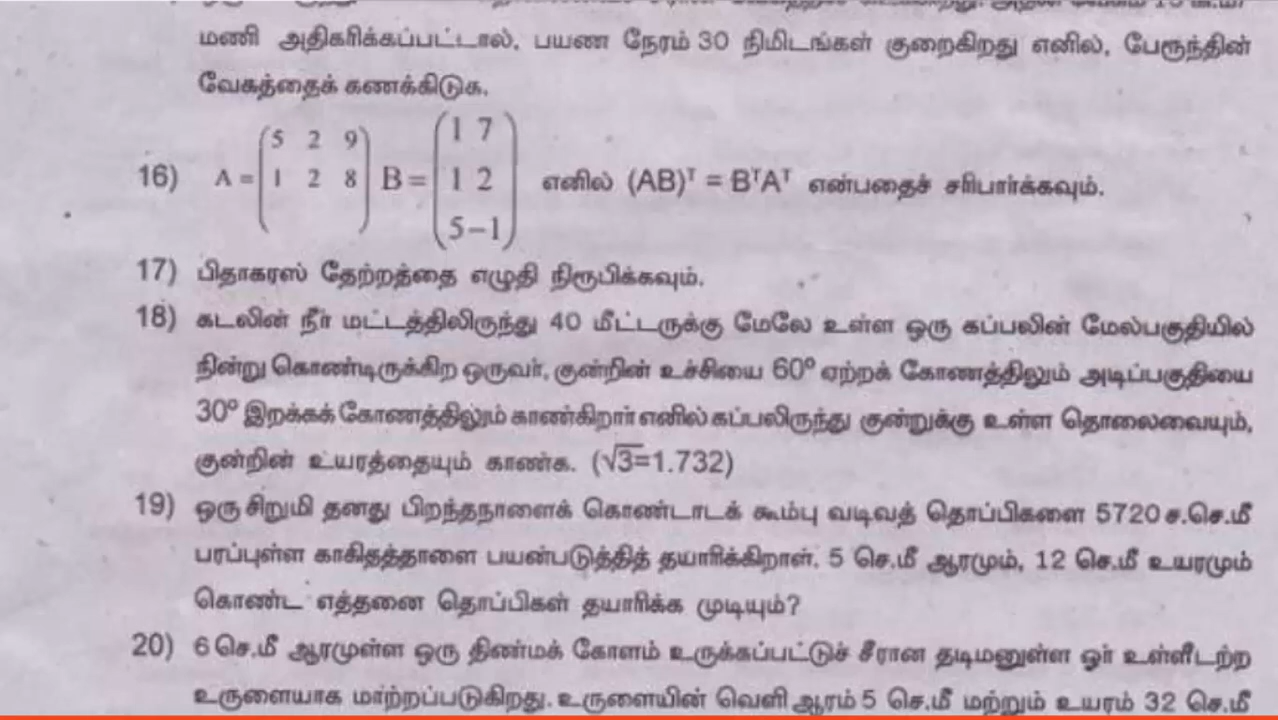 மணி அதிகரிக்கப்பட்டால், பயண நேரம் 30 நிமிடங்கள் குறைகிறது எனில், பேரூந்தின்
வேகத்தைக் கணக்கிடுக.
16) A = (5 2 9 / 1 2 8) B = (1 7 / 1 2 / 5 −1) எனில் (AB)ᵀ = BᵀAᵀ என்பதைச் சரிபார்க்கவும்.
17) பிதாகரஸ் தேற்றத்தை எழுதி நிரூபிக்கவும்.
18) கடலின் நீர் மட்டத்திலிருந்து 40 மீட்டருக்கு மேலே உள்ள ஒரு கப்பலின் மேல்பகுதியில்
நின்று கொண்டிருக்கிற ஒருவர், குன்றின் உச்சியை 60° ஏற்றக் கோணத்திலும் அடிப்பகுதியை
30° இறக்கக் கோணத்திலும் காண்கிறார் எனில் கப்பலிருந்து குன்றுக்கு உள்ள தொலைவையும்,
குன்றின் உயரத்தையும் காண்க. (√3=1.732)
19) ஒரு சிறுமி தனது பிறந்தநாளைக் கொண்டாடக் கூம்பு வடிவத் தொப்பிகளை 5720 ச.செ.மீ
பரப்புள்ள காகிதத்தாளை பயன்படுத்தித் தயாரிக்கிறாள். 5 செ.மீ ஆரமும், 12 செ.மீ உயரமும்
கொண்ட எத்தனை தொப்பிகள் தயாரிக்க முடியும்?
20) 6 செ.மீ ஆரமுள்ள ஒரு திண்மக் கோளம் உருக்கப்பட்டுச் சீரான தடிமனுள்ள ஓர் உள்ளீடற்ற
உருளையாக மாற்றப்படுகிறது. உருளையின் வெளி ஆரம் 5 செ.மீ மற்றும் உயரம் 32 செ.மீ